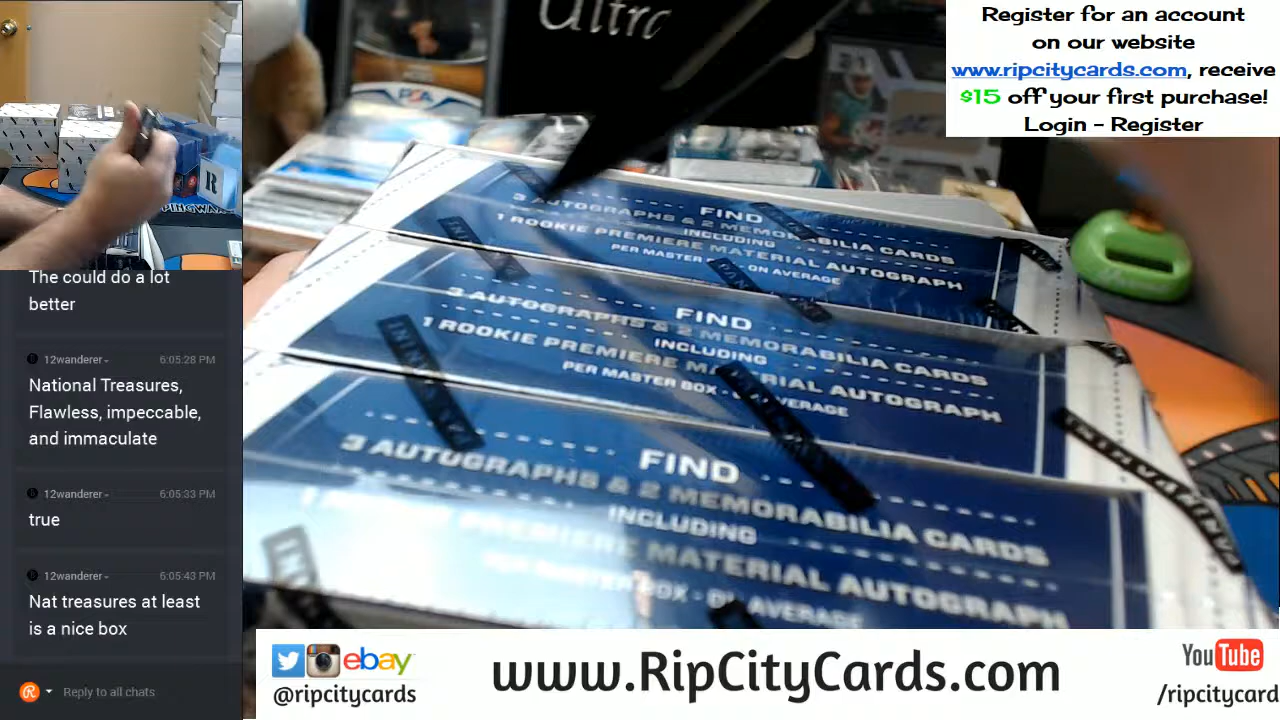 Register for an account
on our website
www.ripcitycards.com, receive
$15 off your first purchase!
Login - Register
Ultra
R
The could do a lot
better
12wanderer 6:05:28 PM
National Treasures,
Flawless, impeccable,
and immaculate
12wanderer 6:05:33 PM
true
12wanderer 6:05:43 PM
Nat treasures at least
is a nice box
Reply to all chats
FIND
3 AUTOGRAPHS & 2 MEMORABILIA CARDS
INCLUDING
1 ROOKIE PREMIERE MATERIAL AUTOGRAPH
PER MASTER ON AVERAGE
FIND
3 AUTOGRAPHS & 2 MEMORABILIA CARDS
INCLUDING
1 ROOKIE PREMIERE MATERIAL AUTOGRAPH
PER MASTER BOX - AVERAGE
FIND
3 AUTOGRAPHS & 2 MEMORABILIA CARDS
INCLUDING
PREMIERE MATERIAL AUTOGRAPH
BOX - ON AVERAGE
ebay
@ripcitycards
www.RipCityCards.com
YouTube
/ripcitycard